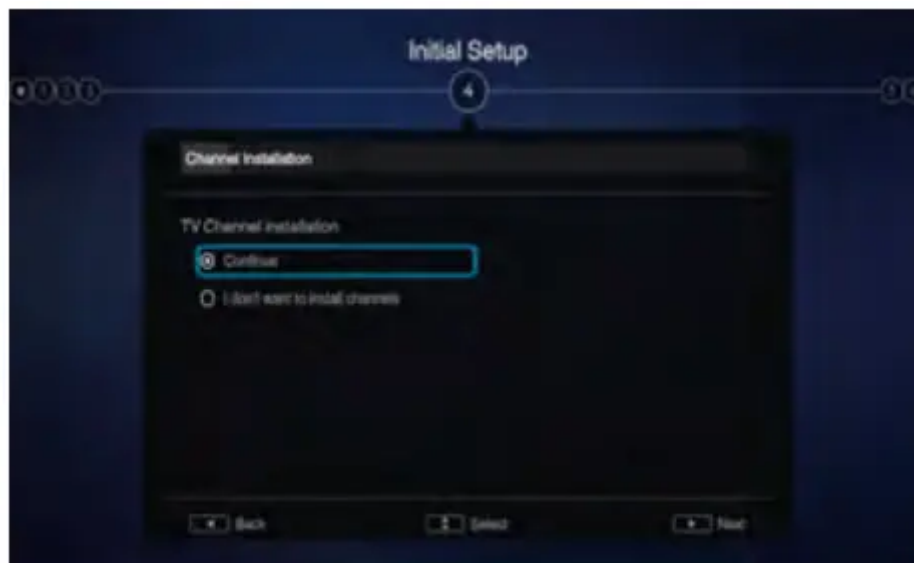 Initial Setup
4
Channel Installation
TV Channel installation
Continue
I don't want to install channels
Back
Select
Next